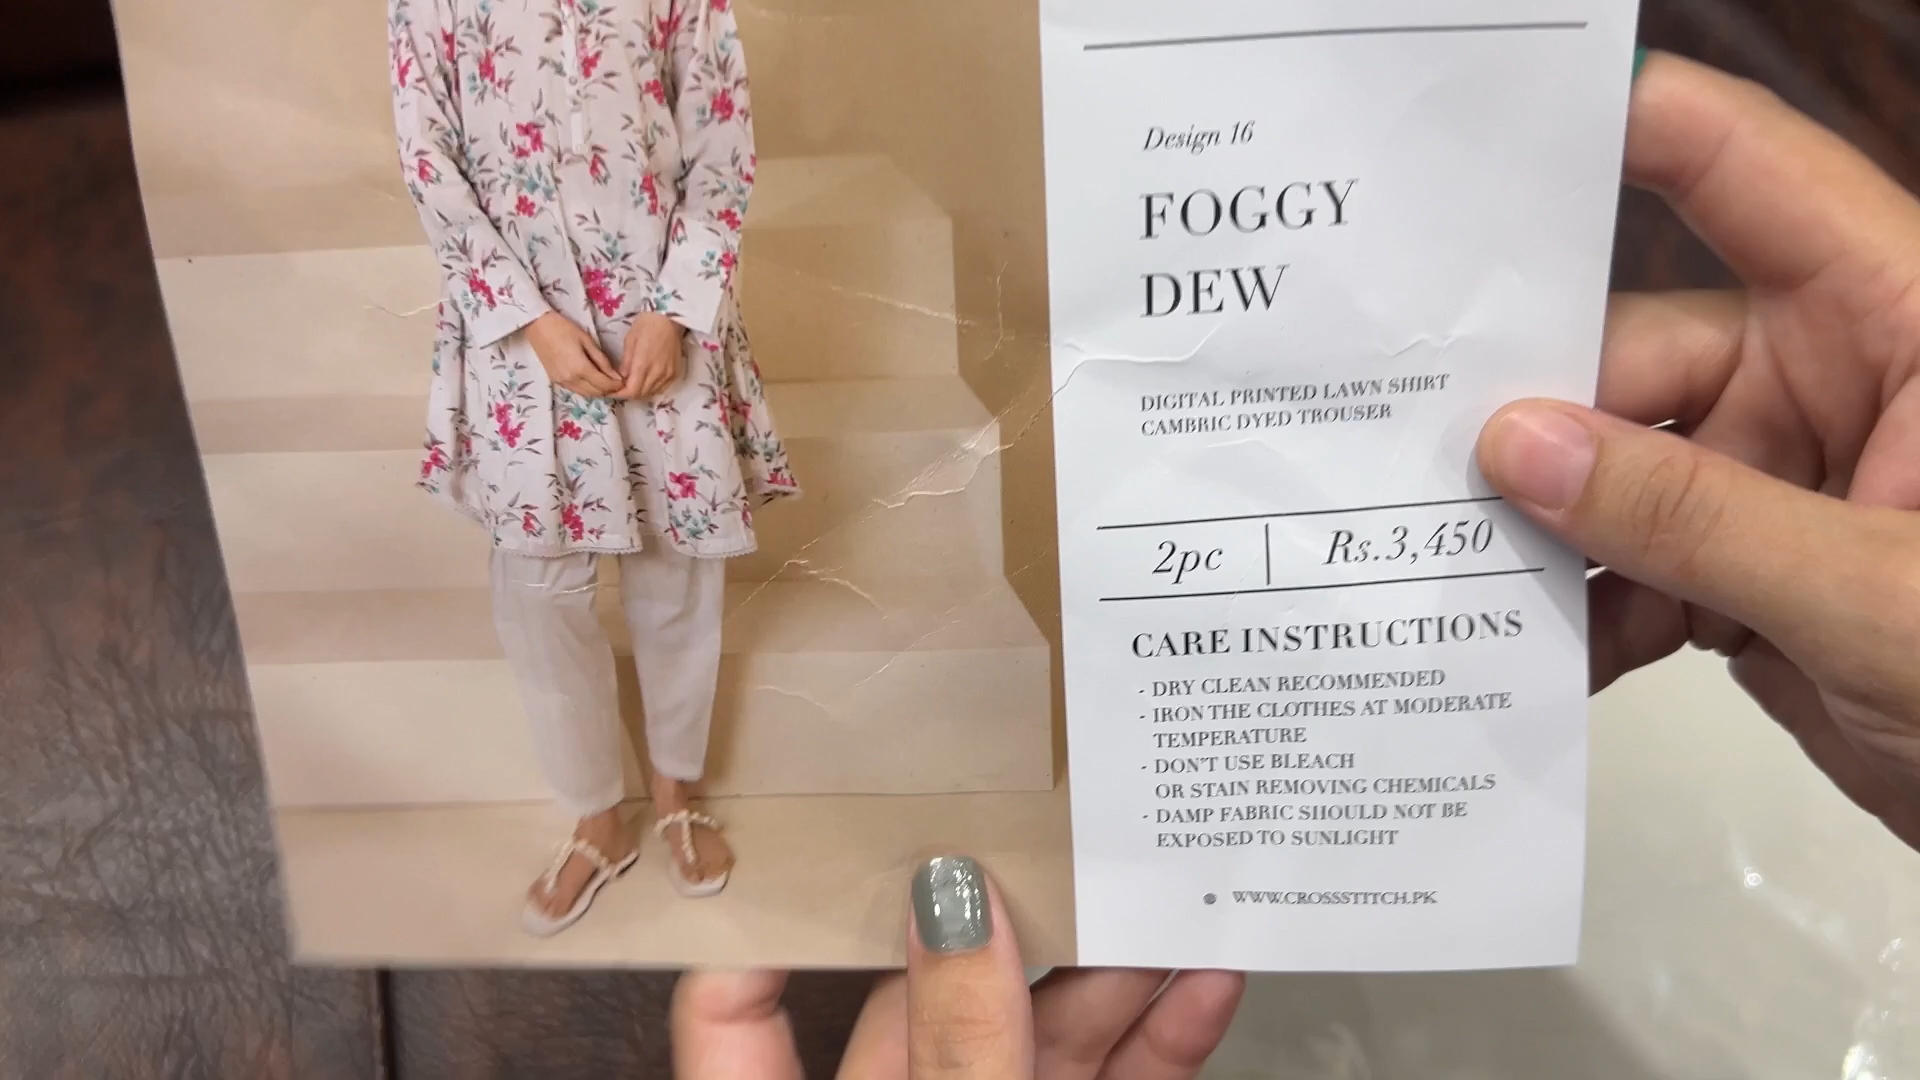 Design 16
FOGGY
DEW
DIGITAL PRINTED LAWN SHIRT
CAMBRIC DYED TROUSER
2pc | Rs.3,450
CARE INSTRUCTIONS
- DRY CLEAN RECOMMENDED
- IRON THE CLOTHES AT MODERATE
TEMPERATURE
- DON'T USE BLEACH
OR STAIN REMOVING CHEMICALS
- DAMP FABRIC SHOULD NOT BE
EXPOSED TO SUNLIGHT
WWW.CROSSSTITCH.PK